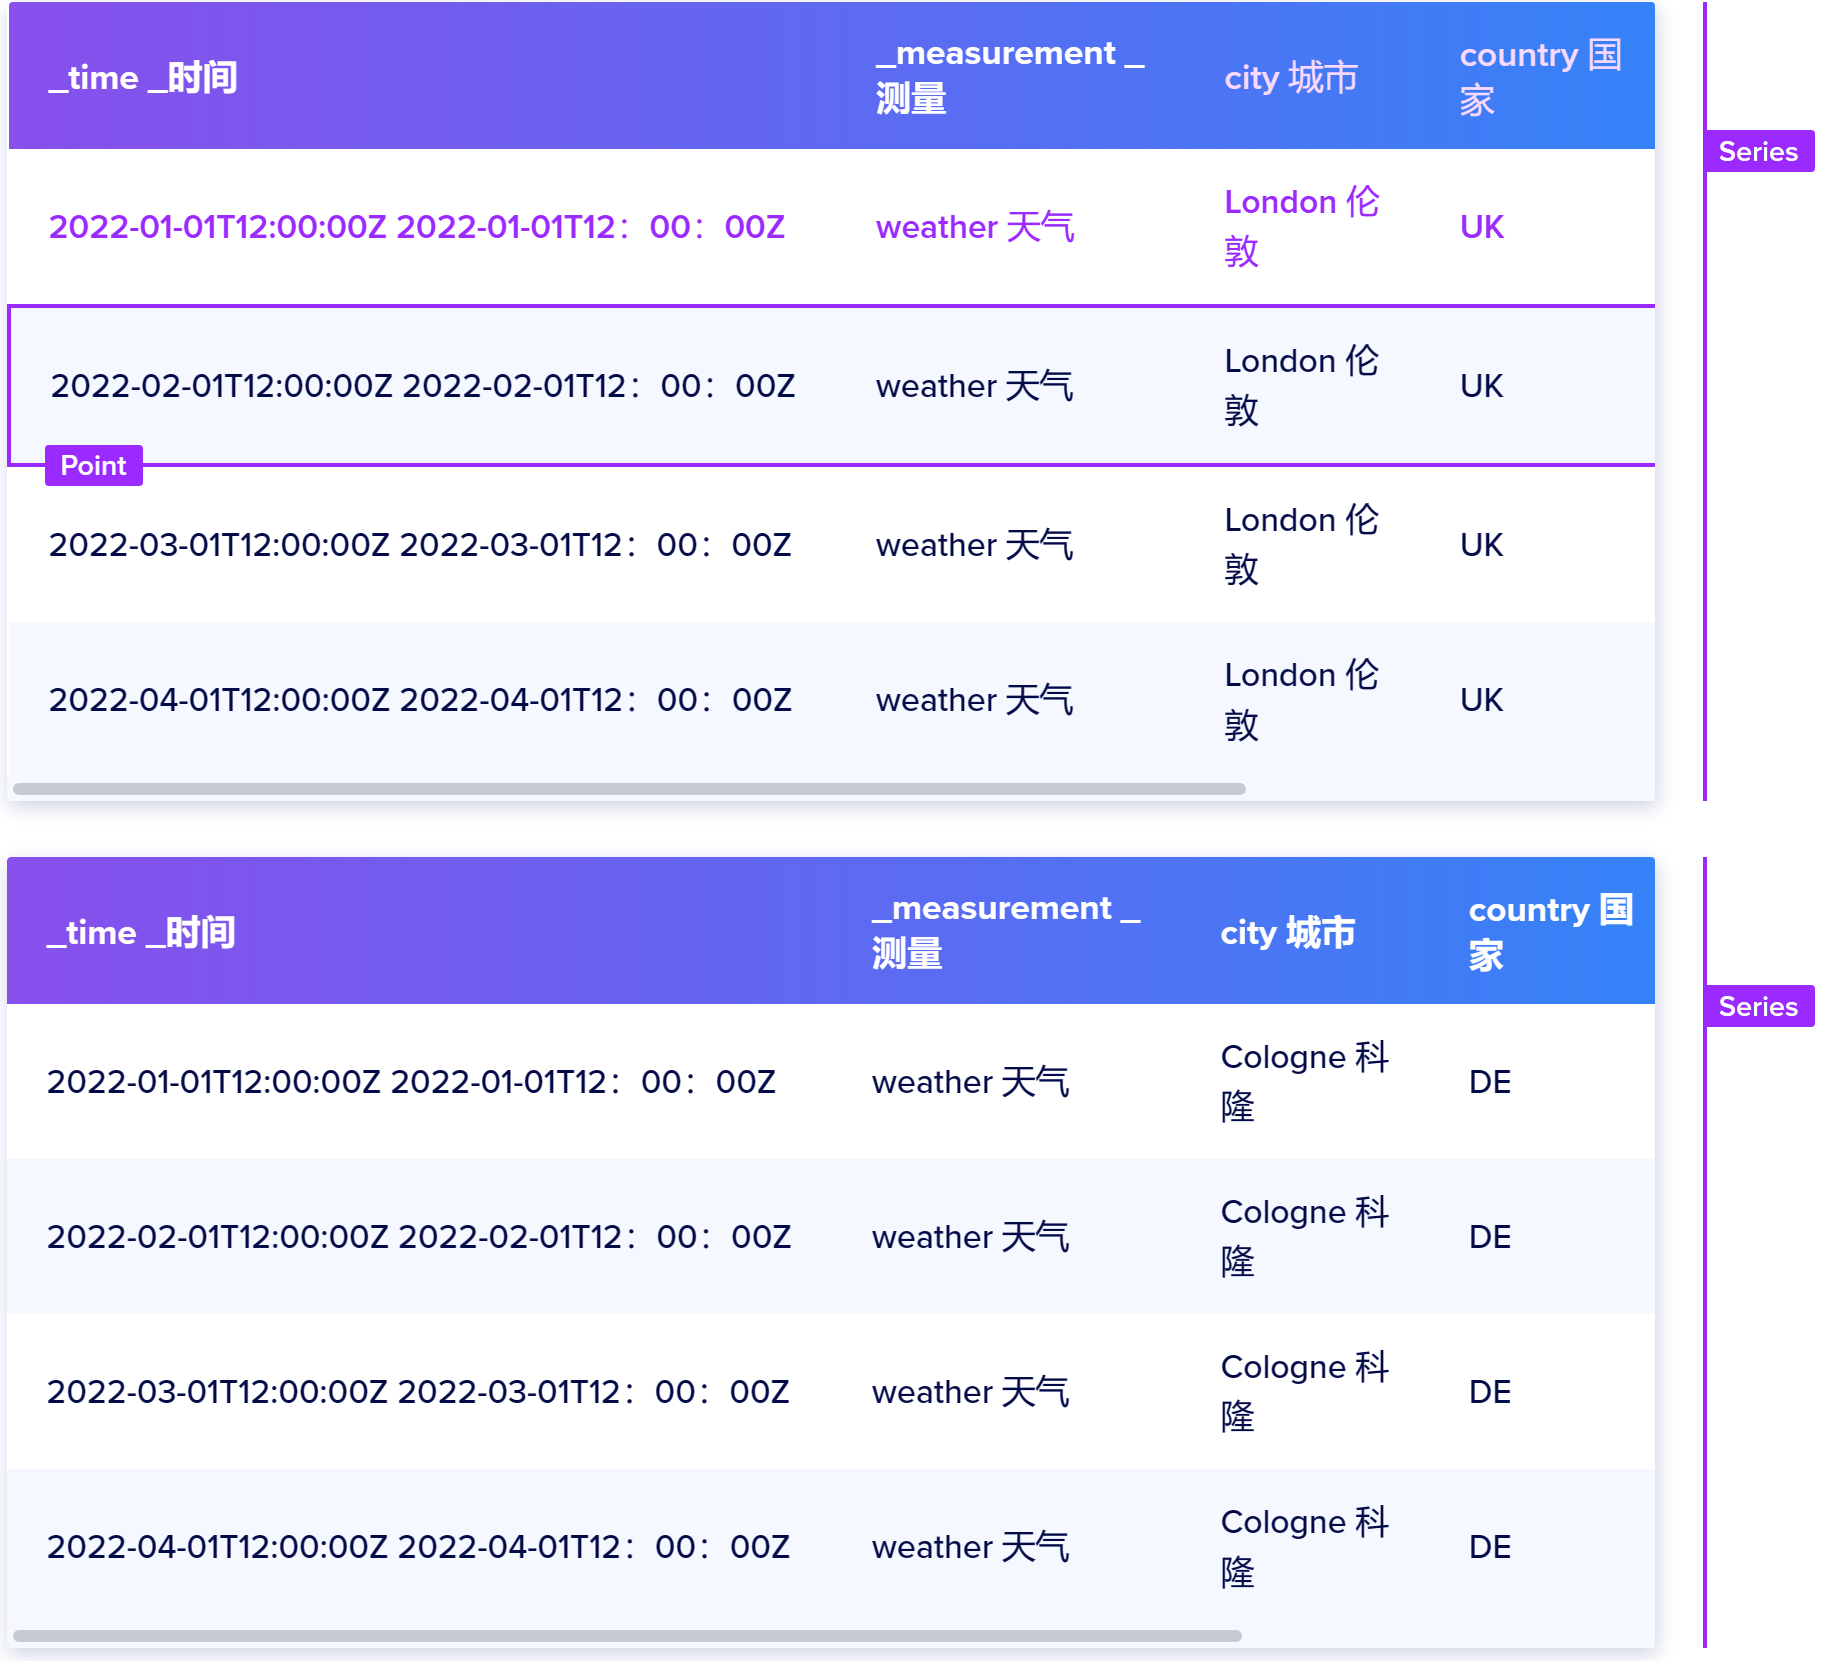 _time _时间
_measurement _
测量
city 城市
country 国
家
Series
2022-01-01T12:00:00Z 2022-01-01T12：00：00Z
weather 天气
London 伦
敦
UK
2022-02-01T12:00:00Z 2022-02-01T12：00：00Z
weather 天气
London 伦
敦
UK
Point
2022-03-01T12:00:00Z 2022-03-01T12：00：00Z
weather 天气
London 伦
敦
UK
2022-04-01T12:00:00Z 2022-04-01T12：00：00Z
weather 天气
London 伦
敦
UK
_time _时间
_measurement _
测量
city 城市
country 国
家
Series
2022-01-01T12:00:00Z 2022-01-01T12：00：00Z
weather 天气
Cologne 科
隆
DE
2022-02-01T12:00:00Z 2022-02-01T12：00：00Z
weather 天气
Cologne 科
隆
DE
2022-03-01T12:00:00Z 2022-03-01T12：00：00Z
weather 天气
Cologne 科
隆
DE
2022-04-01T12:00:00Z 2022-04-01T12：00：00Z
weather 天气
Cologne 科
隆
DE